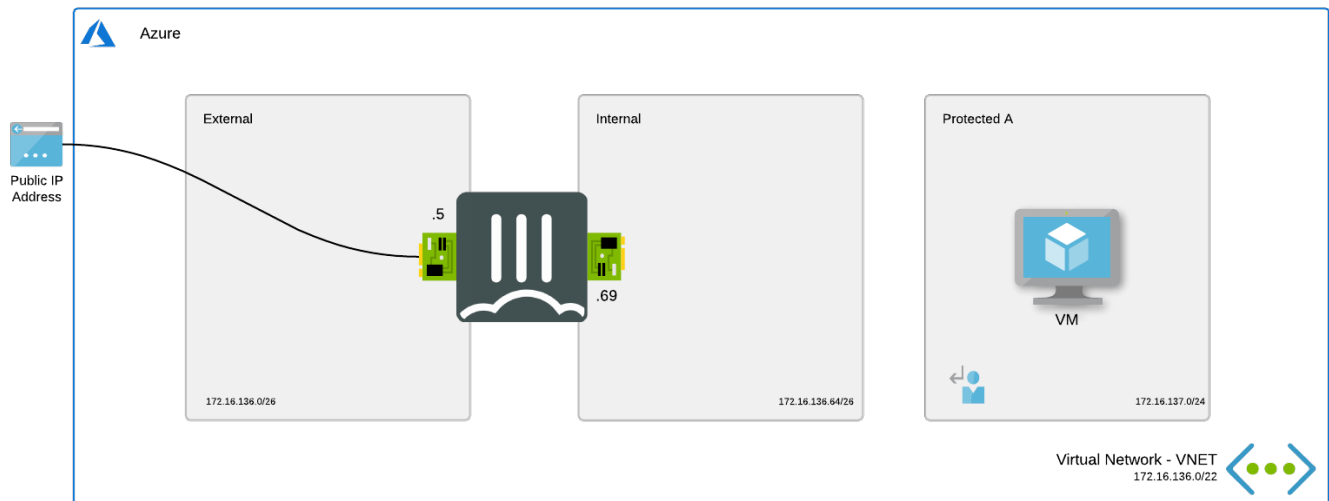 Azure
External
Internal
Protected A
Public IP
Address
.5
.69
VM
172.16.136.0/26
172.16.136.64/26
172.16.137.0/24
Virtual Network - VNET
172.16.136.0/22